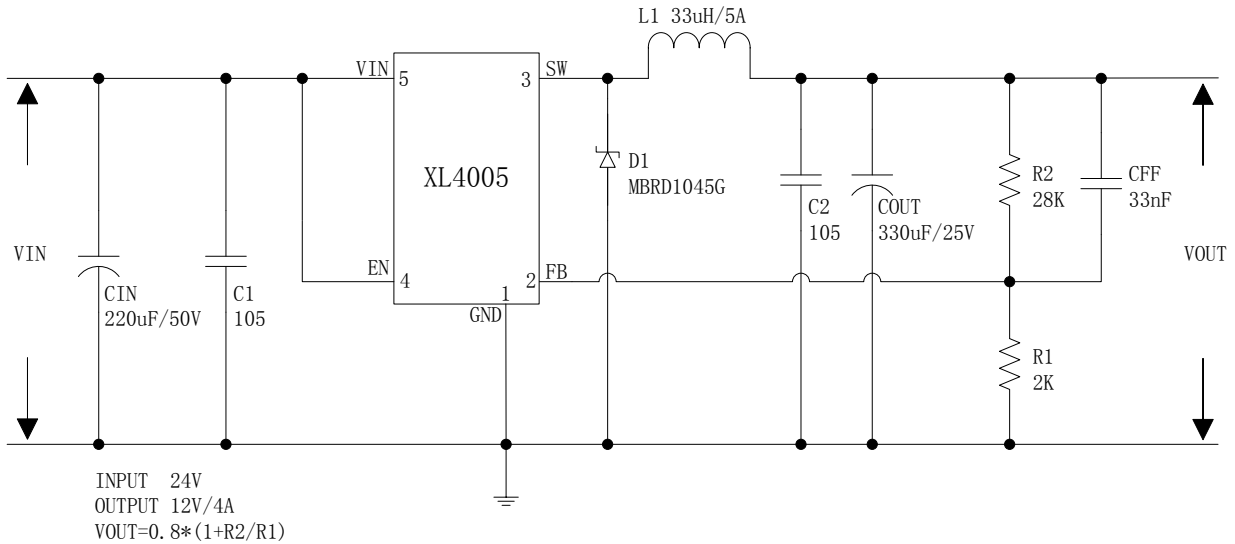 L1 33uH/5A
VIN
5
3
SW
XL4005
D1
MBRD1045G
C2
105
COUT
330uF/25V
R2
28K
CFF
33nF
VIN
VOUT
EN
4
2
FB
CIN
220uF/50V
C1
105
1
GND
R1
2K
INPUT 24V
OUTPUT 12V/4A
VOUT=0.8*(1+R2/R1)